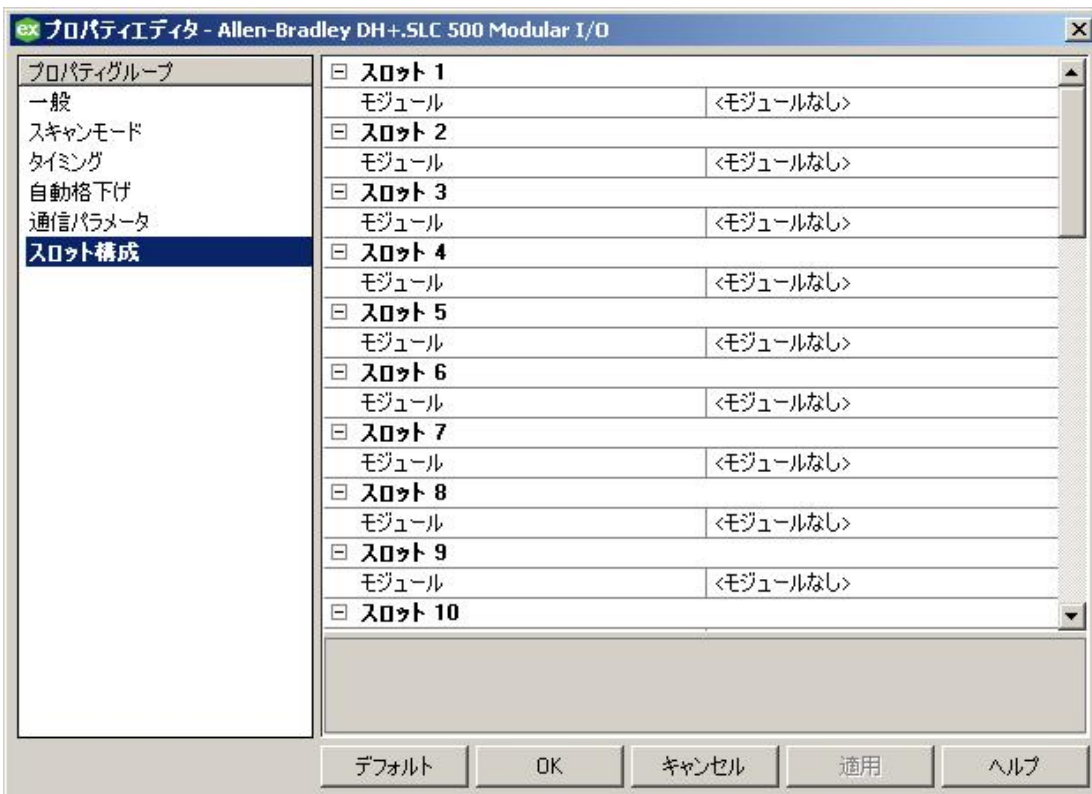 ex プロパティエディタ - Allen-Bradley DH+.SLC 500 Modular I/O
プロパティグループ
一般
スキャンモード
タイミング
自動格下げ
通信パラメータ
スロット構成
スロット 1
モジュール <モジュールなし>
スロット 2
モジュール <モジュールなし>
スロット 3
モジュール <モジュールなし>
スロット 4
モジュール <モジュールなし>
スロット 5
モジュール <モジュールなし>
スロット 6
モジュール <モジュールなし>
スロット 7
モジュール <モジュールなし>
スロット 8
モジュール <モジュールなし>
スロット 9
モジュール <モジュールなし>
スロット 10
デフォルト OK キャンセル 適用 ヘルプ